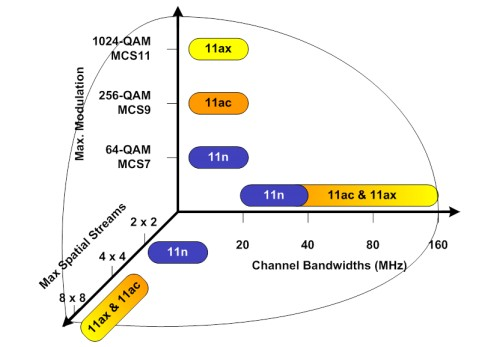 1024-QAM
MCS11
11ax
256-QAM
MCS9
11ac
64-QAM
MCS7
11n
Max. Modulation
11n
11ac & 11ax
20
40
80
160
Channel Bandwidths (MHz)
Max Spatial Streams
2 x 2
4 x 4
8 x 8
11n
11ax & 11ac